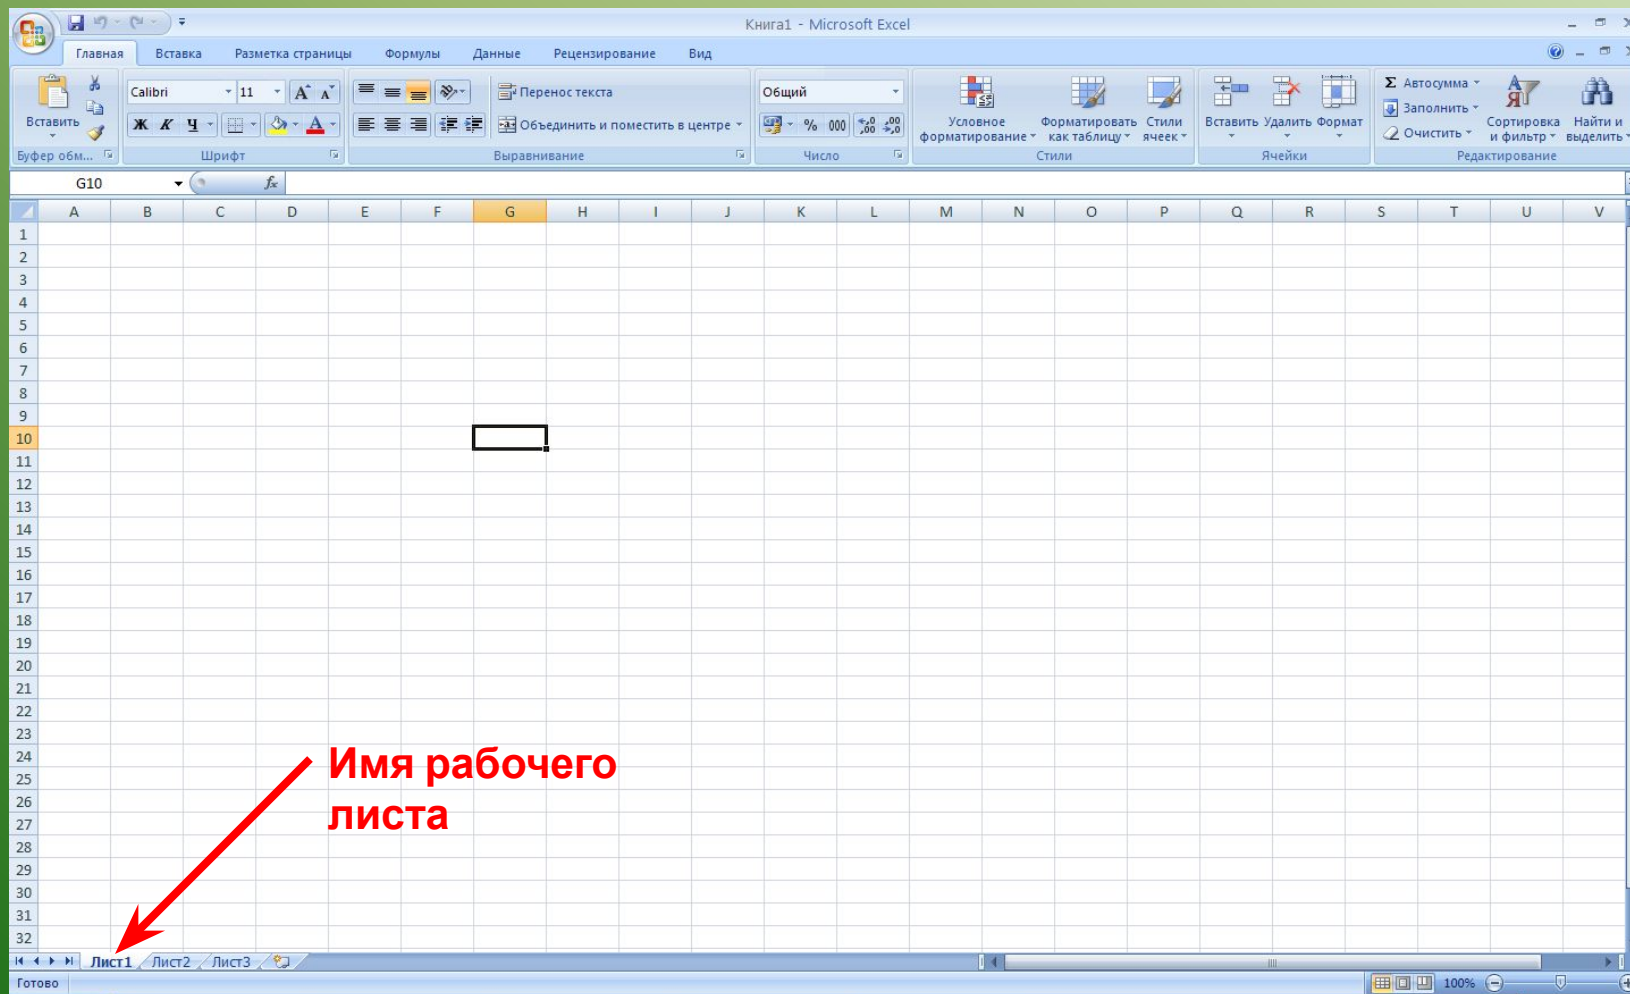 Книга1 - Microsoft Excel
Главная Вставка Разметка страницы Формулы Данные Рецензирование Вид
Calibri 11 A A Перенос текста Общий Σ Автосумма
Вставить Ж К Ч A Объединить и поместить в центре % 000 Условное форматирование Форматировать как таблицу Стили ячеек Вставить Удалить Формат Заполнить Сортировка и фильтр Найти и выделить
Очистить
Буфер обм... Шрифт Выравнивание Число Стили Ячейки Редактирование
G10 fx
A B C D E F G H I J K L M N O P Q R S T U V
1
2
3
4
5
6
7
8
9
10
11
12
13
14
15
16
17
18
19
20
21
22
23
24
25
26
27
28
29
30
31
32
Имя рабочего
листа
Лист1 Лист2 Лист3
Готово 100%